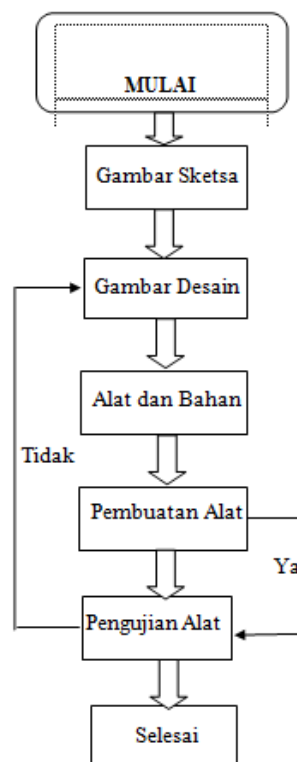 MULAI
Gambar Sketsa
Gambar Desain
Alat dan Bahan
Tidak
Pembuatan Alat
Ya
Pengujian Alat
Selesai